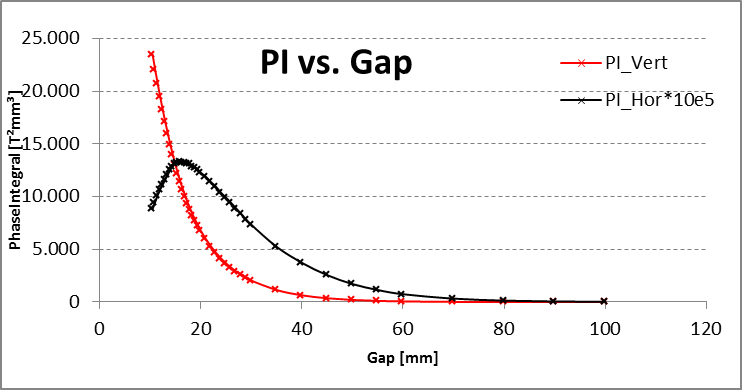 PI vs. Gap
PI_Vert
PI_Hor*10e5
25.000
20.000
15.000
10.000
5.000
0
PhaseIntegral [T²mm³]
0 20 40 60 80 100 120
Gap [mm]